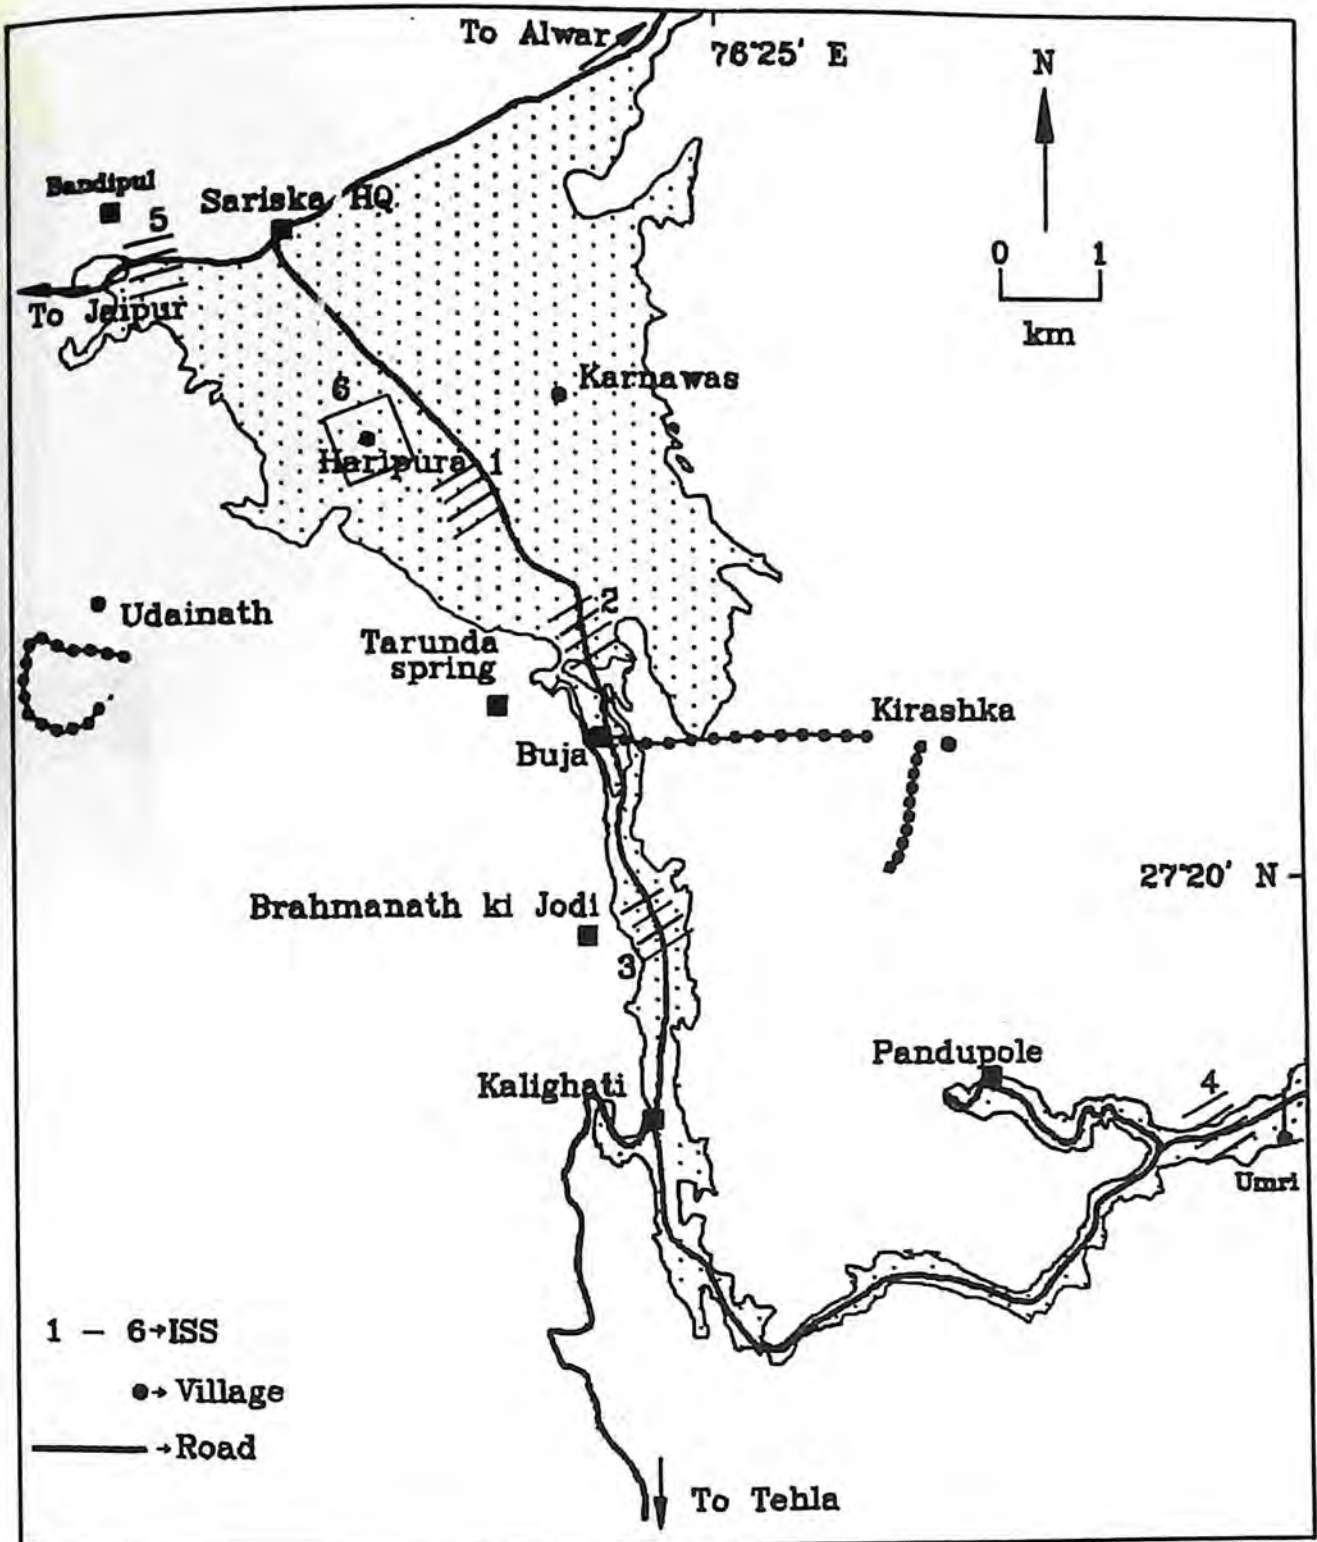 To Alwar
76°25' E
N
Bandipul
Sariska HQ
5
0 1
km
To Jaipur
Karnawas
6
Haripura 1
2
Udainath
Tarunda
spring
Kirashka
Buja
27°20' N
Brahmanath ki Jodi
3
Pandupole
4
Kalighati
Umri
1 – 6→ISS
→ Village
→Road
To Tehla